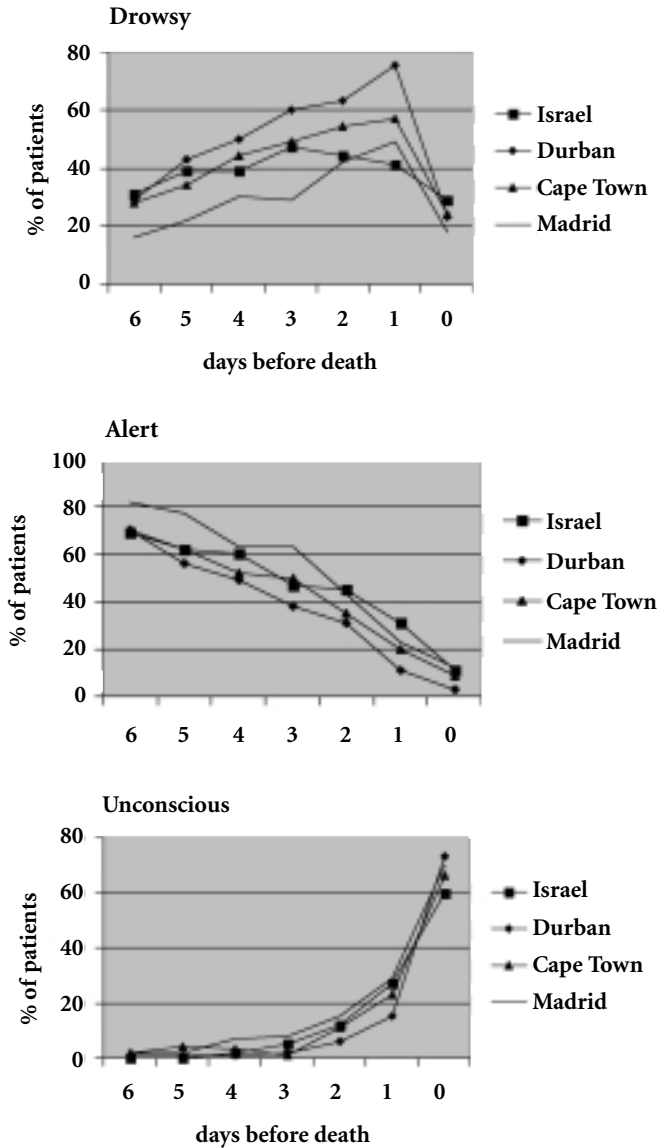 Drowsy
80
60
40
20
0
% of patients
6 5 4 3 2 1 0
days before death
Israel
Durban
Cape Town
Madrid
Alert
100
80
60
40
20
0
% of patients
6 5 4 3 2 1 0
Israel
Durban
Cape Town
Madrid
Unconscious
80
60
40
20
0
% of patients
6 5 4 3 2 1 0
days before death
Israel
Durban
Cape Town
Madrid